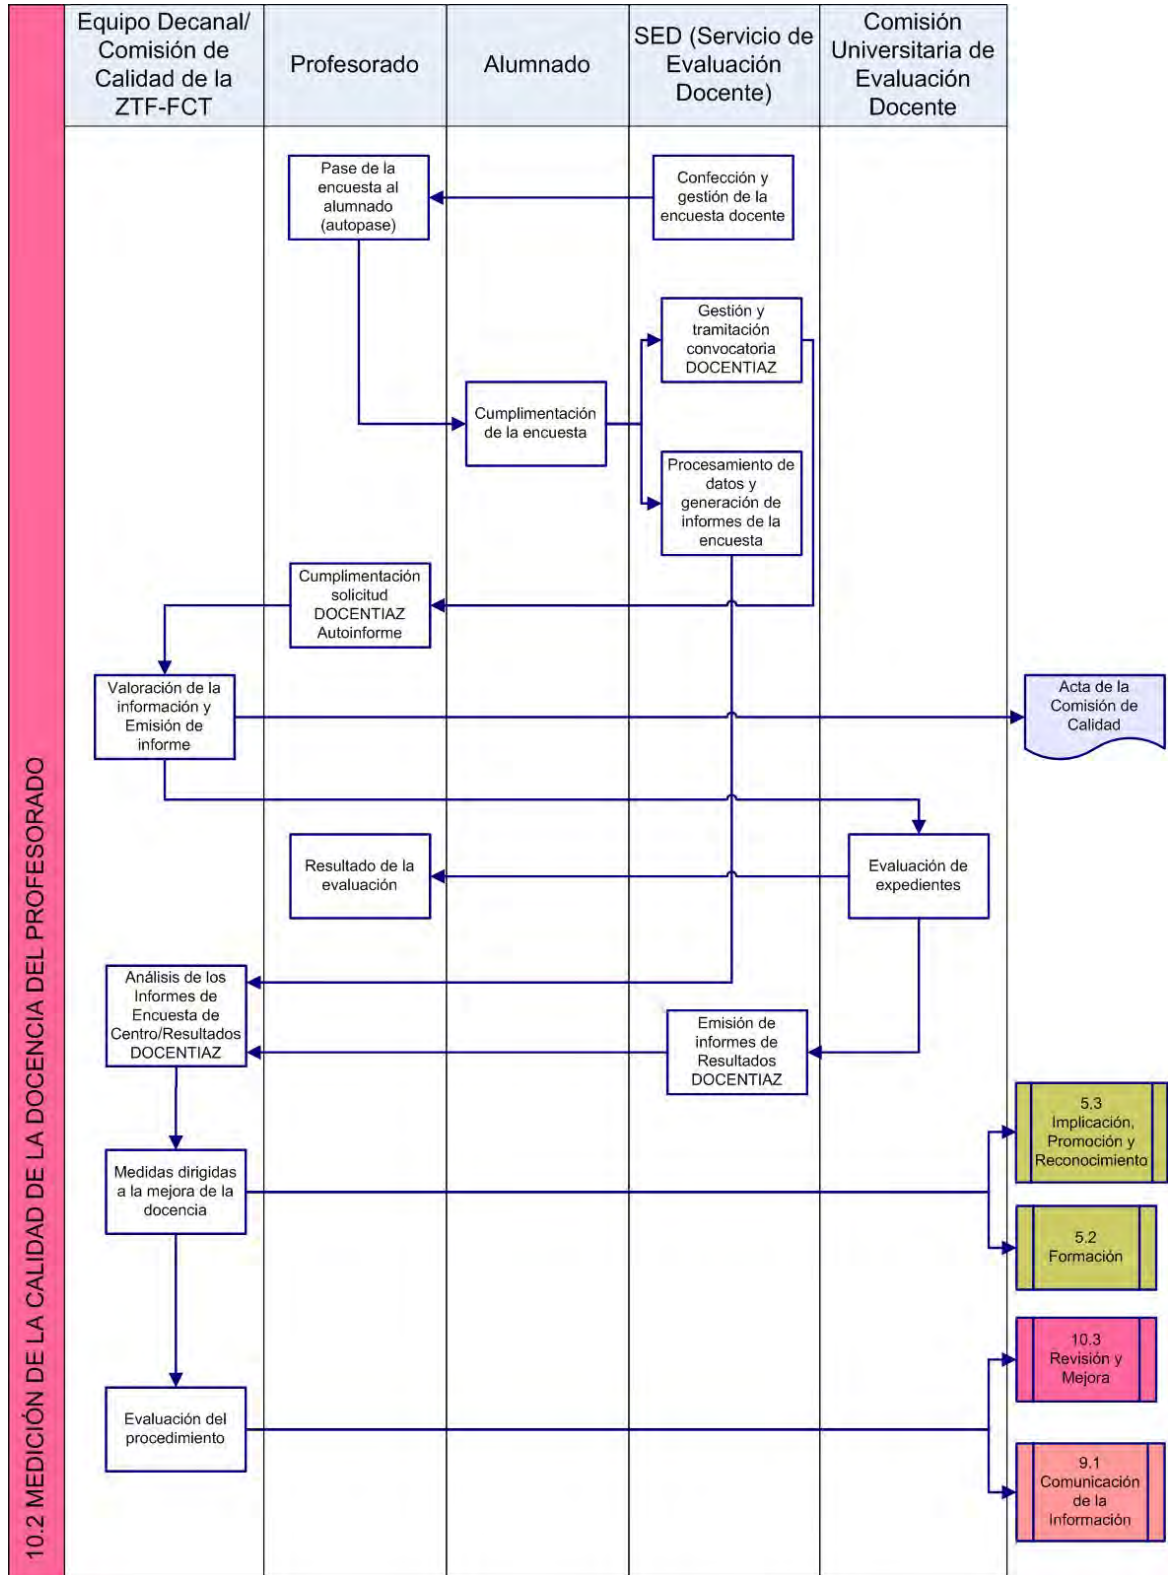 Equipo Decanal/
Comisión de
Calidad de la
ZTF-FCT
Profesorado
Alumnado
SED (Servicio de
Evaluación
Docente)
Comisión
Universitaria de
Evaluación
Docente
Pase de la
encuesta al
alumnado
(autopase)
Confección y
gestión de la
encuesta docente
Gestión y
tramitación
convocatoria
DOCENTIAZ
Cumplimentación
de la encuesta
Procesamiento de
datos y
generación de
informes de la
encuesta
Cumplimentación
solicitud
DOCENTIAZ
Autoinforme
Valoración de la
información y
Emisión de
informe
Acta de la
Comisión de
Calidad
Resultado de la
evaluación
Evaluación de
expedientes
Análisis de los
Informes de
Encuesta de
Centro/Resultados
DOCENTIAZ
Emisión de
informes de
Resultados
DOCENTIAZ
5.3
Implicación,
Promoción y
Reconocimiento
Medidas dirigidas
a la mejora de la
docencia
5.2
Formación
10.3
Revisión y
Mejora
Evaluación del
procedimiento
9.1
Comunicación
de la
Información
10.2 MEDICIÓN DE LA CALIDAD DE LA DOCENCIA DEL PROFESORADO